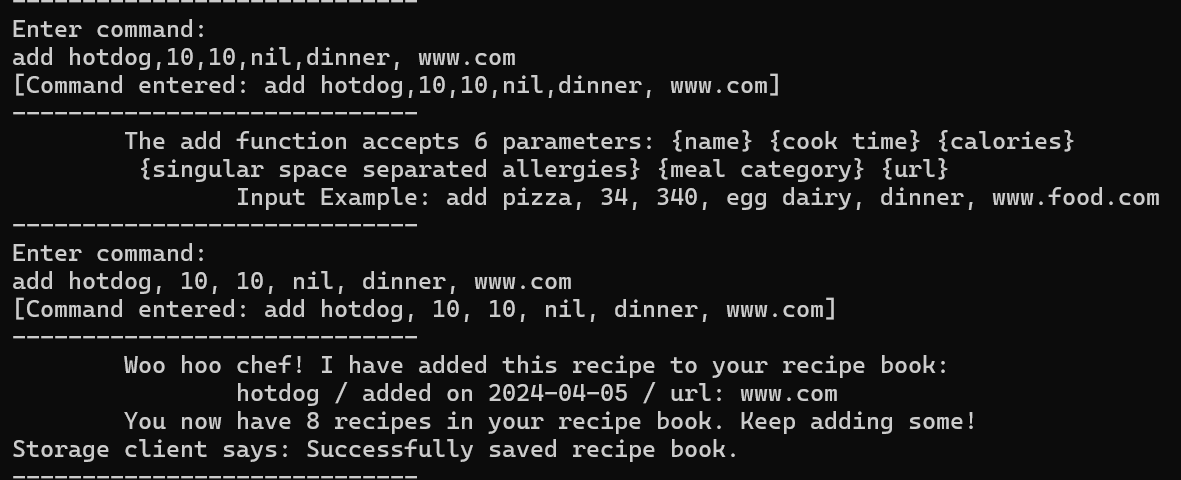 ------------------------------
Enter command:
add hotdog,10,10,nil,dinner, www.com
[Command entered: add hotdog,10,10,nil,dinner, www.com]
------------------------------
The add function accepts 6 parameters: {name} {cook time} {calories}
{singular space separated allergies} {meal category} {url}
Input Example: add pizza, 34, 340, egg dairy, dinner, www.food.com
------------------------------
Enter command:
add hotdog, 10, 10, nil, dinner, www.com
[Command entered: add hotdog, 10, 10, nil, dinner, www.com]
------------------------------
Woo hoo chef! I have added this recipe to your recipe book:
hotdog / added on 2024-04-05 / url: www.com
You now have 8 recipes in your recipe book. Keep adding some!
Storage client says: Successfully saved recipe book.
------------------------------